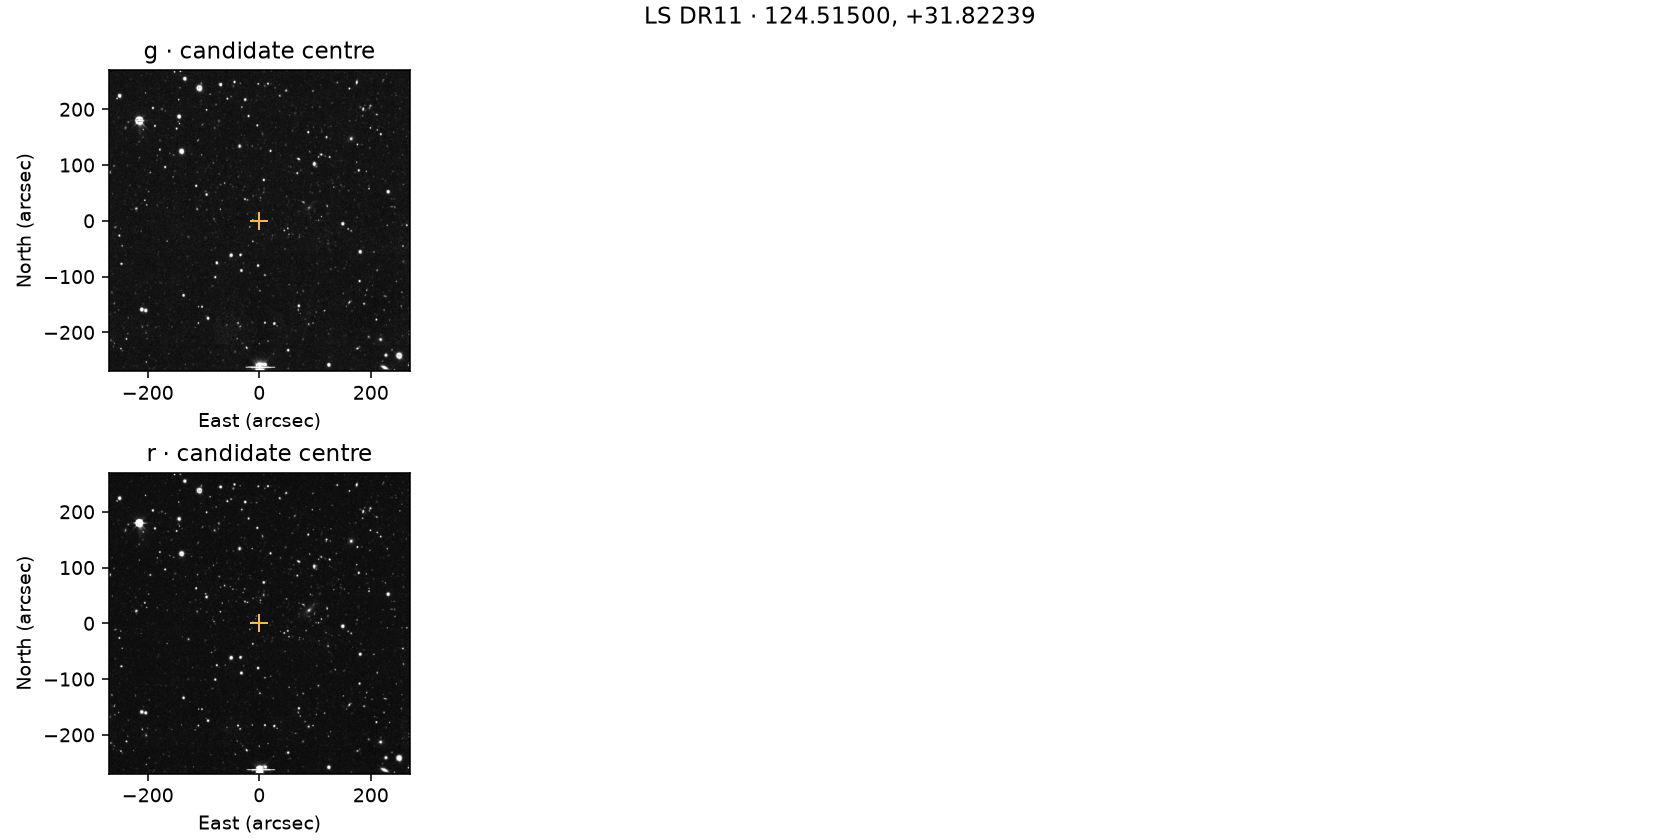 LS DR11 · 124.51500, +31.82239
g · candidate centre
200
100
0
−100
−200
North (arcsec)
−200 0 200
East (arcsec)
r · candidate centre
200
100
0
−100
−200
North (arcsec)
−200 0 200
East (arcsec)